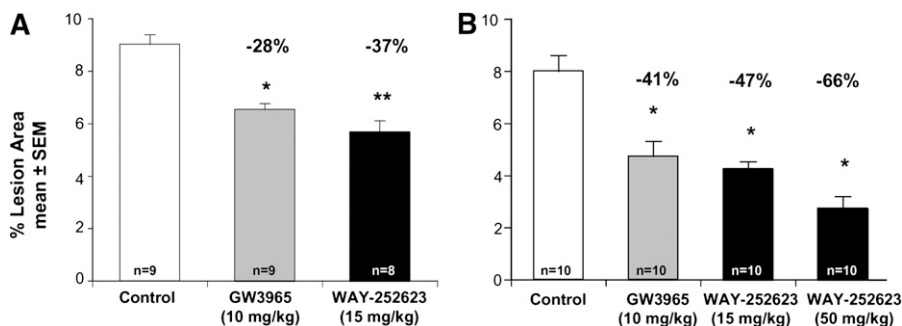 A
% Lesion Area
mean ± SEM
10
8
6
4
2
0
-28%
-37%
*
**
n=9
n=9
n=8
Control
GW3965
(10 mg/kg)
WAY-252623
(15 mg/kg)
B
10
8
6
4
2
0
-41%
-47%
-66%
*
*
*
n=10
n=10
n=10
n=10
Control
GW3965
(10 mg/kg)
WAY-252623
(15 mg/kg)
WAY-252623
(50 mg/kg)